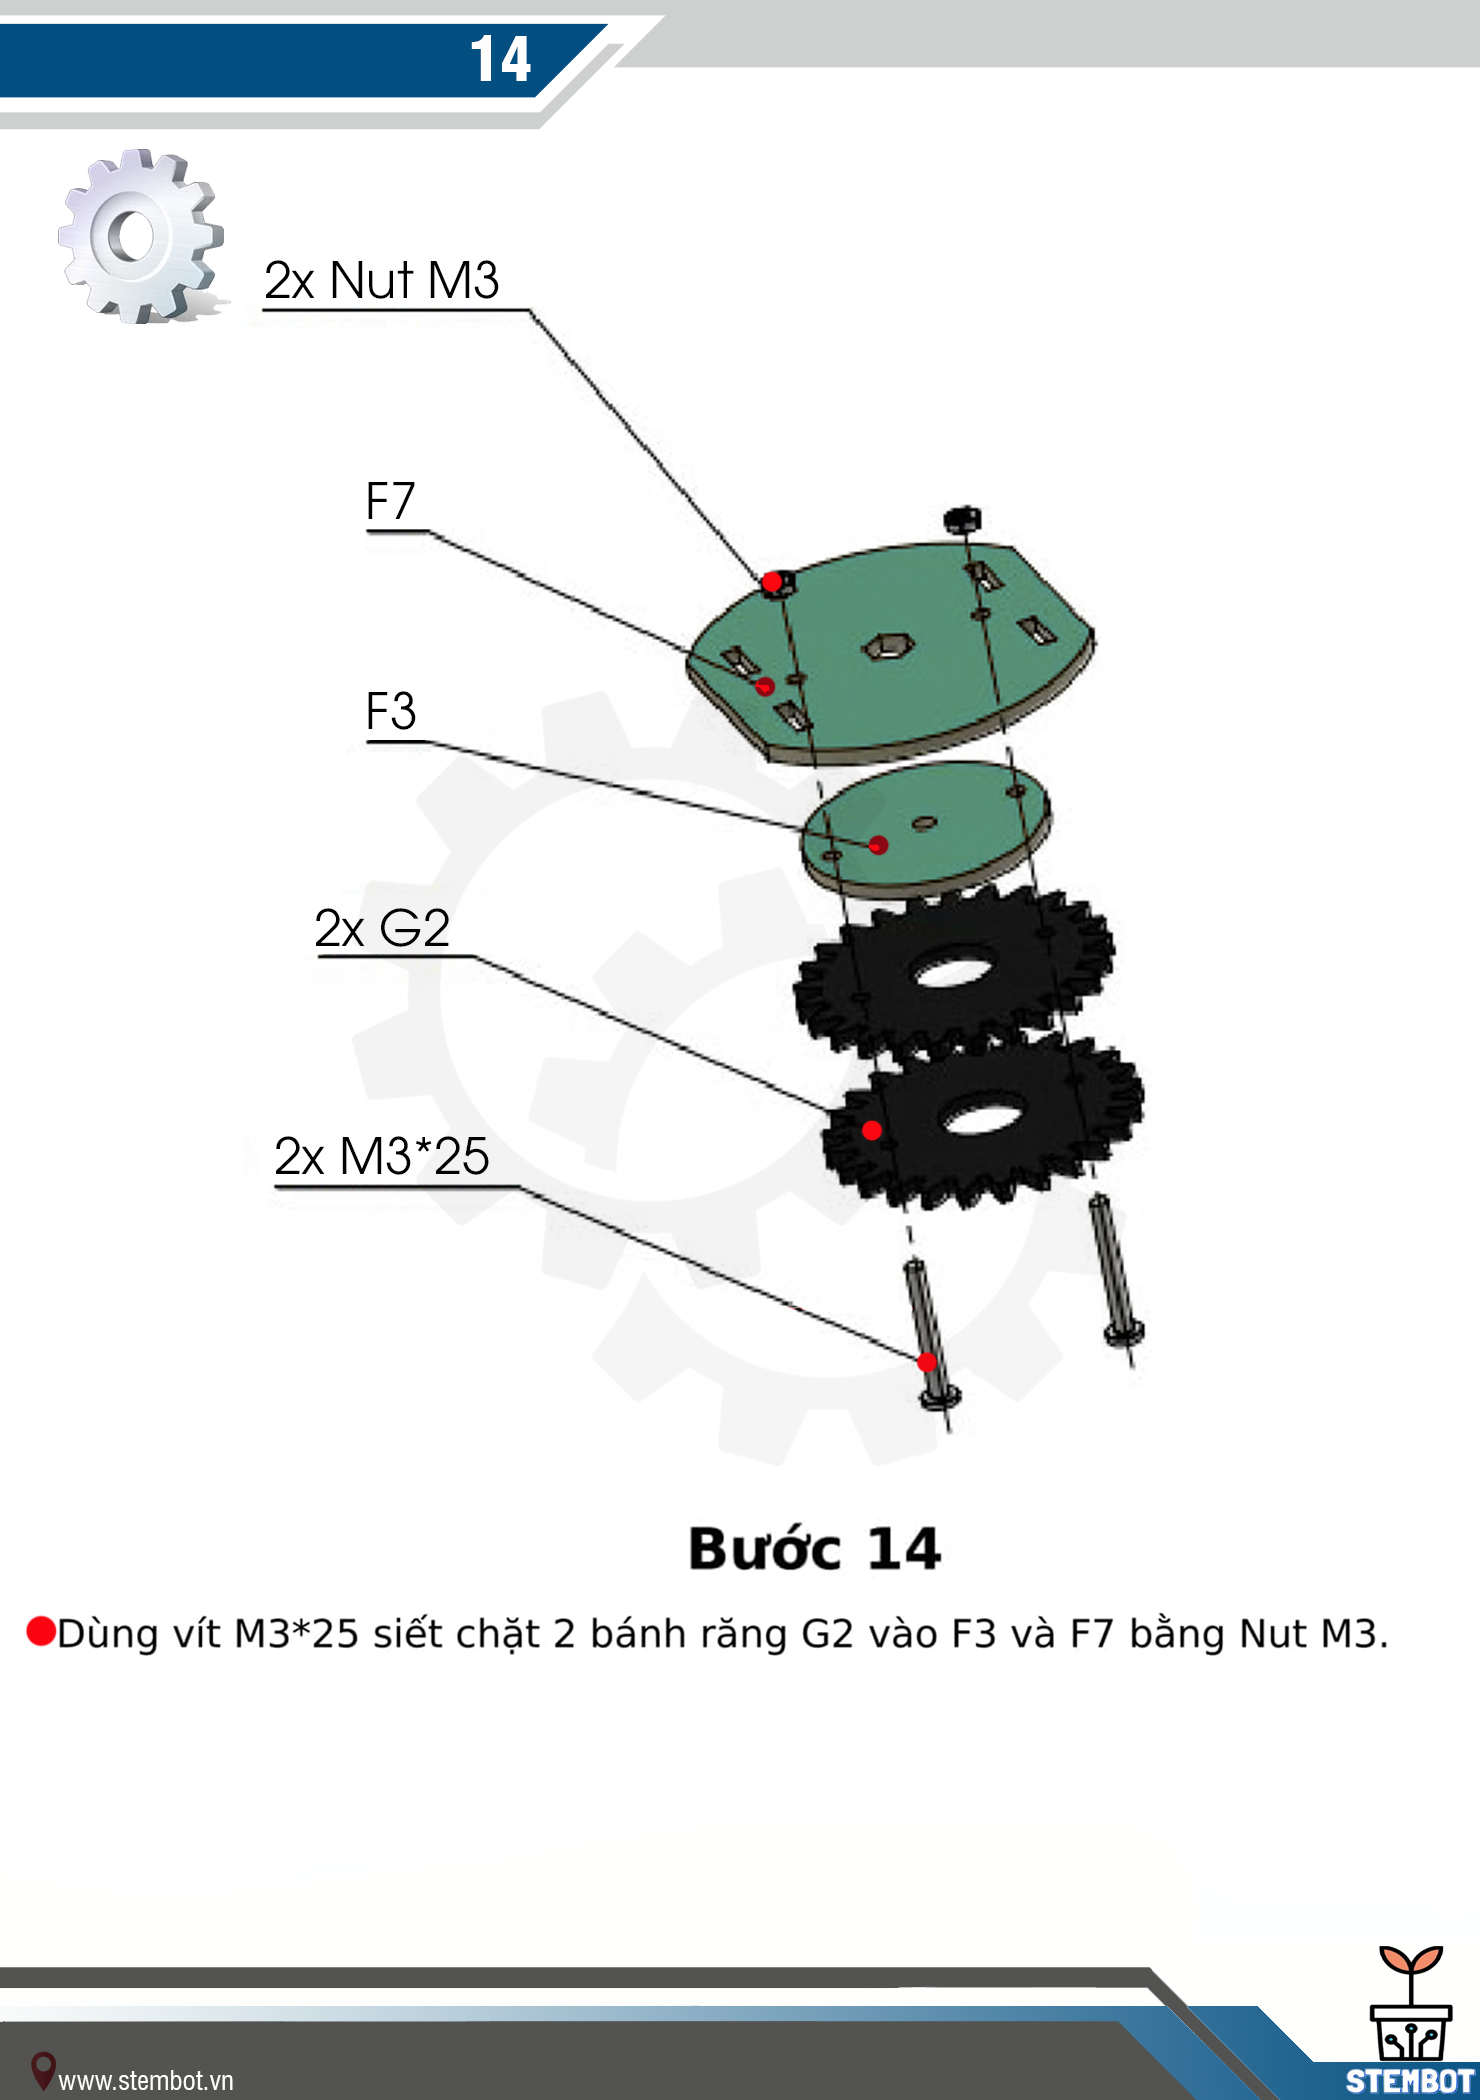 14
2x Nut M3
F7
F3
2x G2
2x M3*25
Bước 14
Dùng vít M3*25 siết chặt 2 bánh răng G2 vào F3 và F7 bằng Nut M3.
www.stembot.vn
STEMBOT